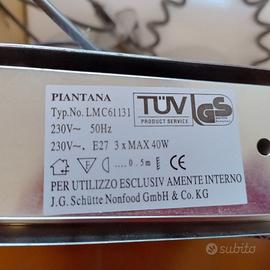 PIANTANA
Typ.No. LMC61131
230V~ 50Hz
230V~, E27 3 x MAX 40W
F
0.5m
PER UTILIZZO ESCLUSIV AMENTE INTERNO
J.G. Schütte Nonfood GmbH & Co. KG
TÜV
PRODUCT SERVICE
GS
subito